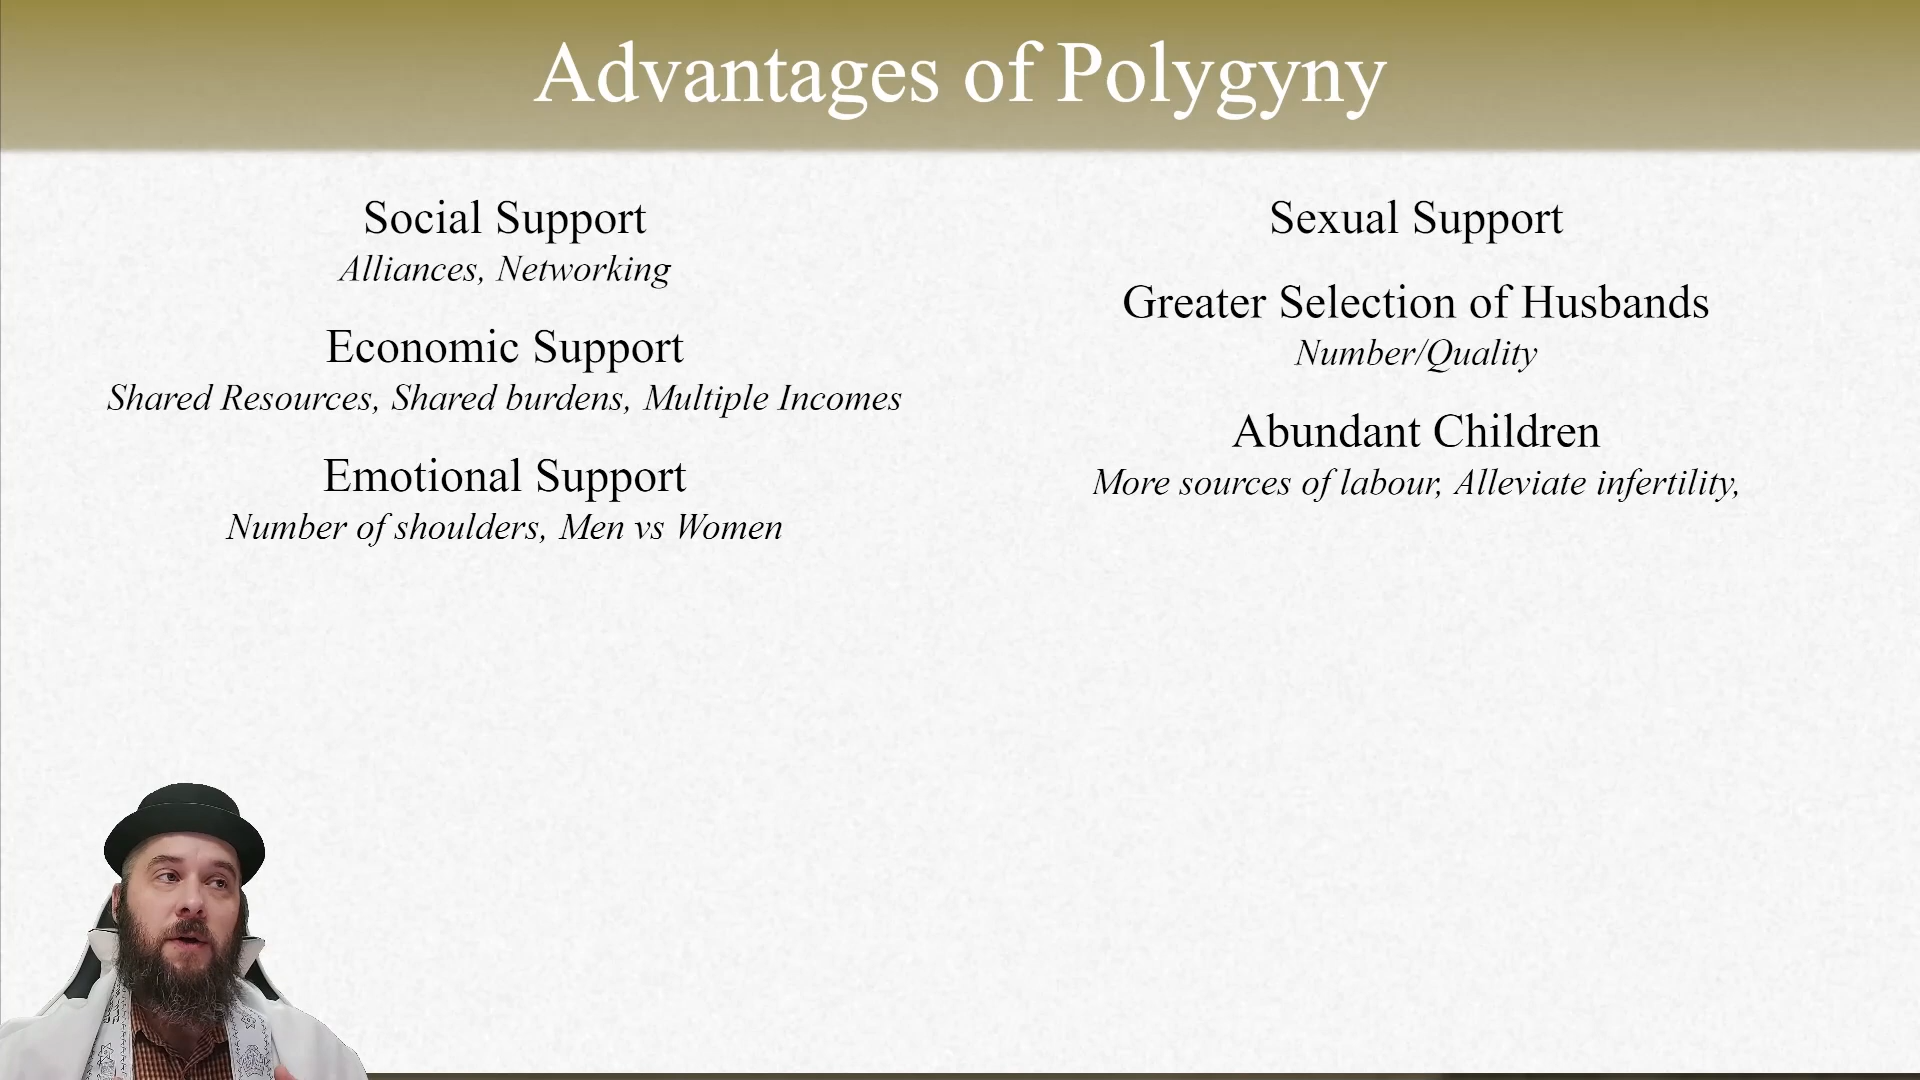 Advantages of Polygyny
Social Support
Alliances, Networking
Economic Support
Shared Resources, Shared burdens, Multiple Incomes
Emotional Support
Number of shoulders, Men vs Women
Sexual Support
Greater Selection of Husbands
Number/Quality
Abundant Children
More sources of labour, Alleviate infertility,